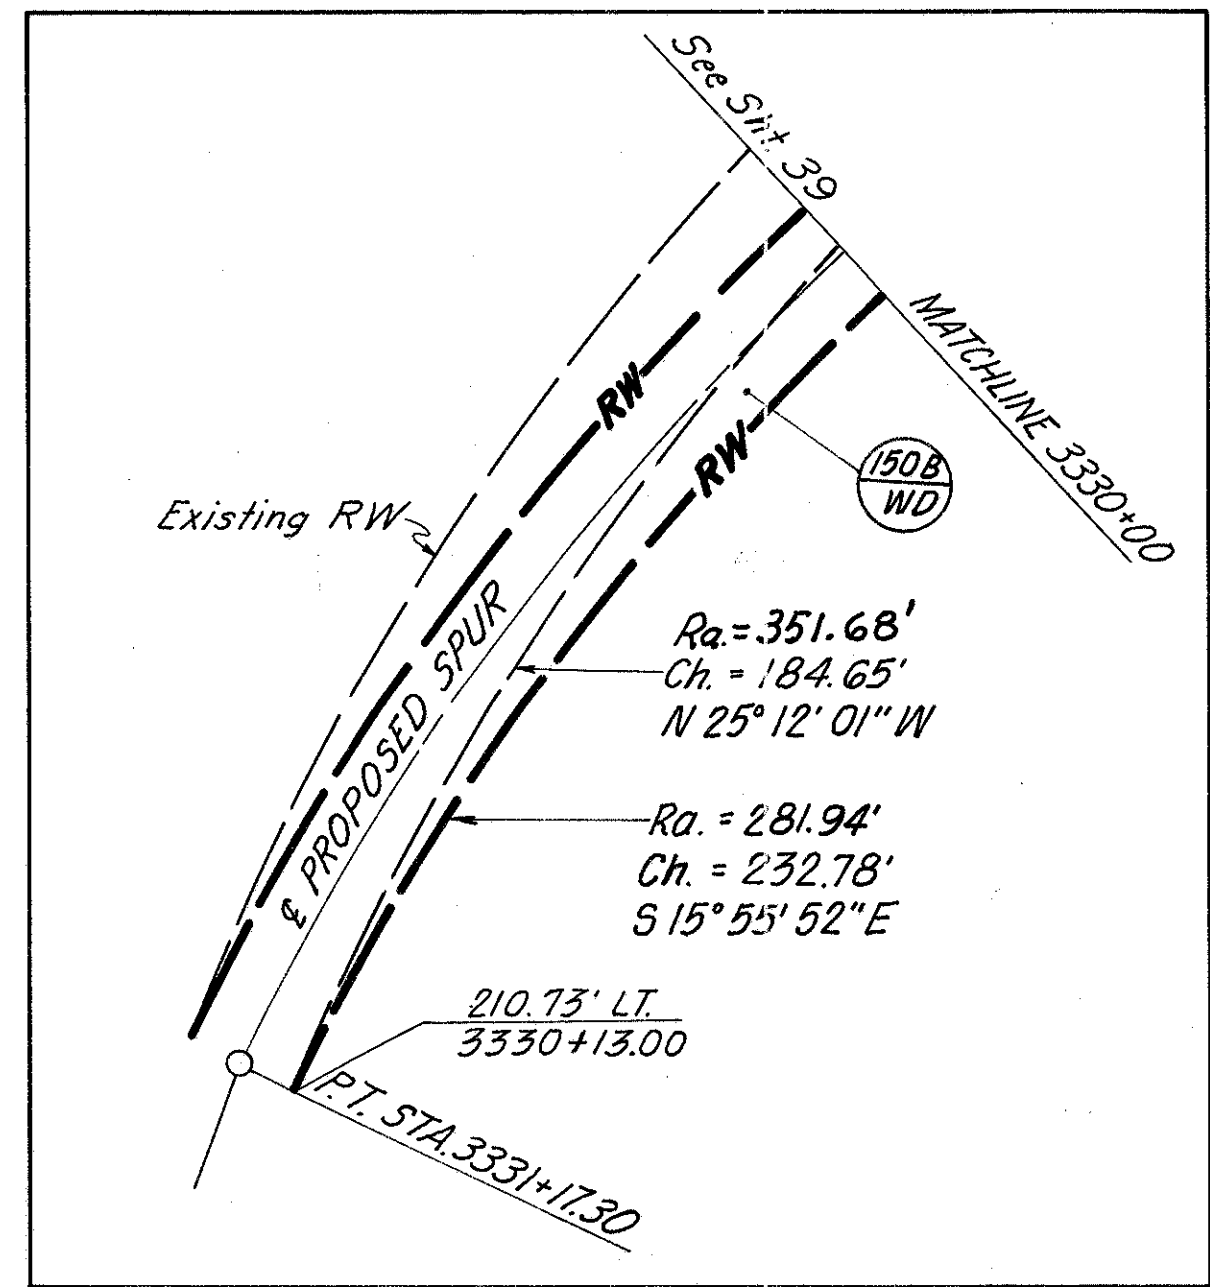 See Sht. 39
MATCHLINE 3330+00
RW
RW
150B
WD
Existing RW
Ra.=351.68'
Ch. = 184.65'
N 25° 12' 01" W
℄ PROPOSED SPUR
Ra. = 281.94'
Ch. = 232.78'
S 15° 55' 52" E
210.73' LT.
3330+13.00
P.T. STA. 3331+17.30